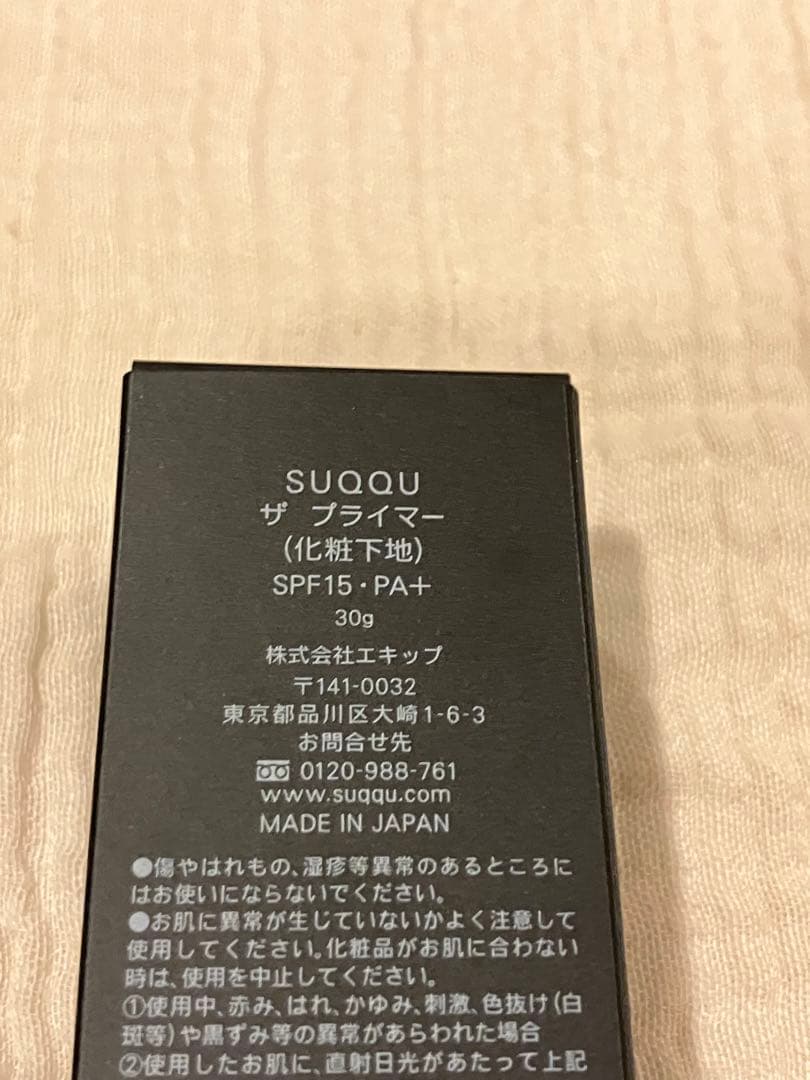 SUQQU
ザ プライマー
(化粧下地)
SPF15・PA+
30g
株式会社エキップ
〒141-0032
東京都品川区大崎1-6-3
お問合せ先
0120-988-761
www.suqqu.com
MADE IN JAPAN
●傷やはれもの、湿疹等異常のあるところに
はお使いにならないでください。
●お肌に異常が生じていないかよく注意して
使用してください。化粧品がお肌に合わない
時は、使用を中止してください。
①使用中、赤み、はれ、かゆみ、刺激、色抜け(白
斑等)や黒ずみ等の異常があらわれた場合
②使用したお肌に、直射日光があたって上記